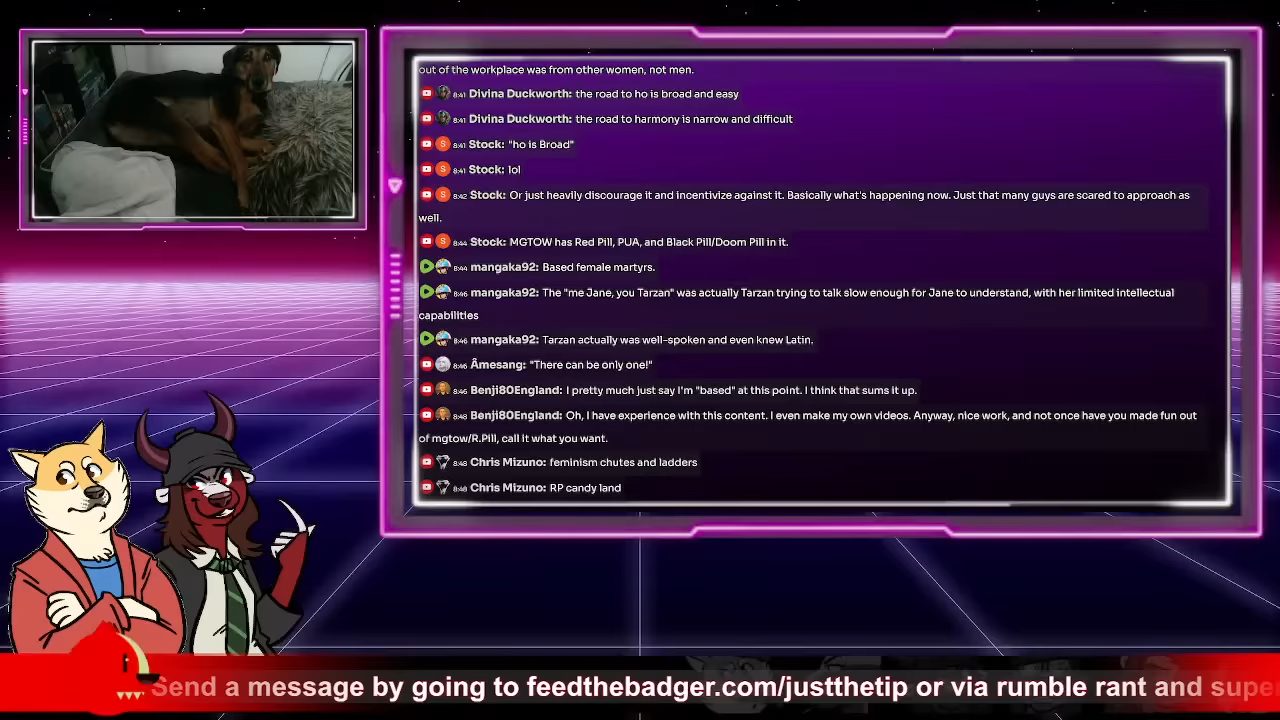 out of the workplace was from other women, not men.
8:41 Divina Duckworth: the road to ho is broad and easy
8:41 Divina Duckworth: the road to harmony is narrow and difficult
S 8:41 Stock: "ho is Broad"
S 8:41 Stock: lol
S 8:42 Stock: Or just heavily discourage it and incentivize against it. Basically what's happening now. Just that many guys are scared to approach as
well.
S 8:44 Stock: MGTOW has Red Pill, PUA, and Black Pill/Doom Pill in it.
8:44 mangaka92: Based female martyrs.
8:46 mangaka92: The "me Jane, you Tarzan" was actually Tarzan trying to talk slow enough for Jane to understand, with her limited intellectual
capabilities
8:46 mangaka92: Tarzan actually was well-spoken and even knew Latin.
8:46 Āmesang: "There can be only one!"
8:46 Benji80England: I pretty much just say I'm "based" at this point. I think that sums it up.
8:48 Benji80England: Oh, I have experience with this content. I even make my own videos. Anyway, nice work, and not once have you made fun out
of mgtow/R.Pill, call it what you want.
8:48 Chris Mizuno: feminism chutes and ladders
8:48 Chris Mizuno: RP candy land
Send a message by going to feedthebadger.com/justthetip or via rumble rant and supe